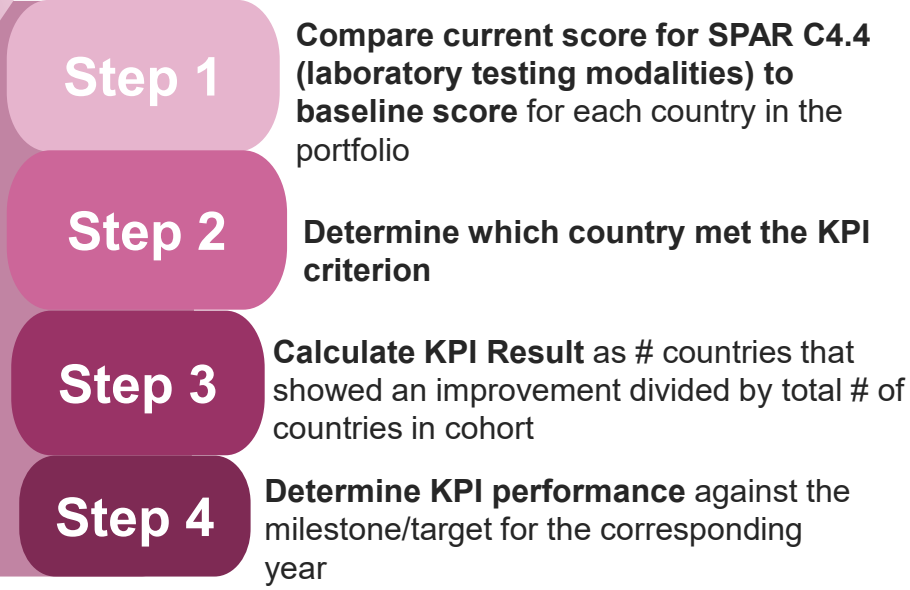 Step 1
Compare current score for SPAR C4.4
(laboratory testing modalities) to
baseline score for each country in the
portfolio
Step 2
Determine which country met the KPI
criterion
Step 3
Calculate KPI Result as # countries that
showed an improvement divided by total # of
countries in cohort
Step 4
Determine KPI performance against the
milestone/target for the corresponding
year